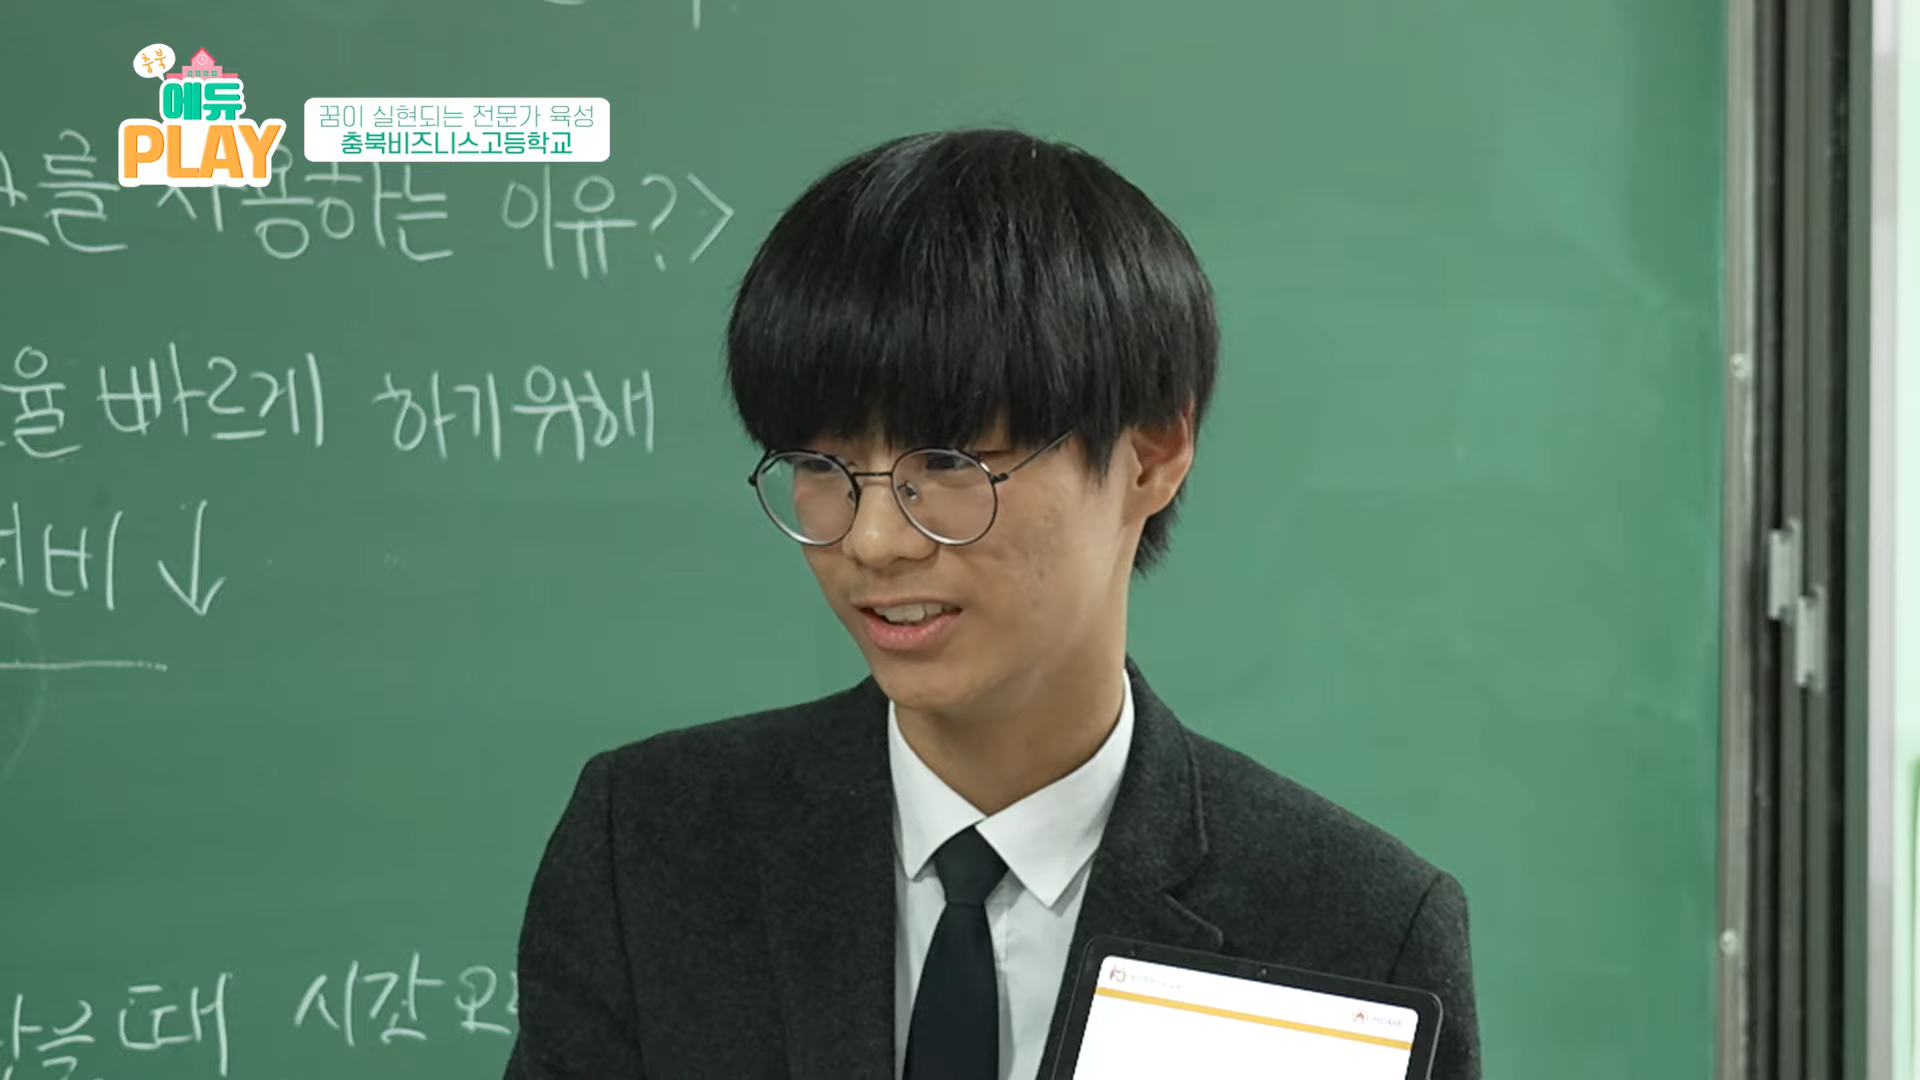 충북
에듀
PLAY
꿈이 실현되는 전문가 육성
충북비즈니스고등학교
를 사용하는 이유?>
율 빠르게 하기위해
비 ↓
때 시간
HOME